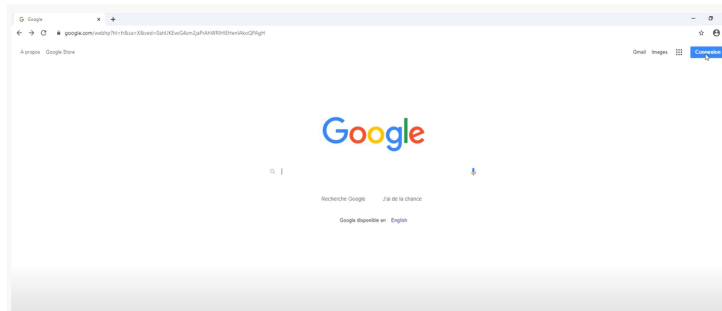 Google
google.com/webhp?hl=fr&sa=X&ved=
À propos Google Store
Gmail Images
Connexion
Google
Recherche Google J'ai de la chance
Google disponible en English